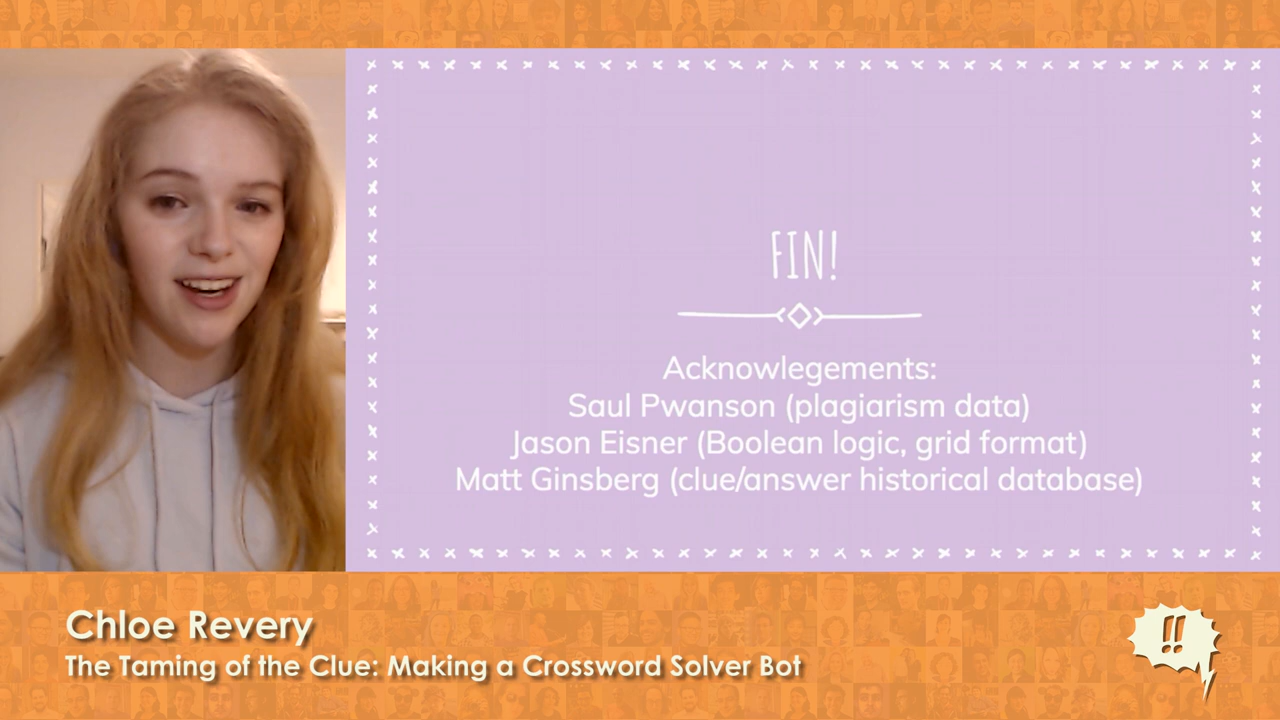 FIN!
Acknowlegements:
Saul Pwanson (plagiarism data)
Jason Eisner (Boolean logic, grid format)
Matt Ginsberg (clue/answer historical database)
Chloe Revery
The Taming of the Clue: Making a Crossword Solver Bot
!!